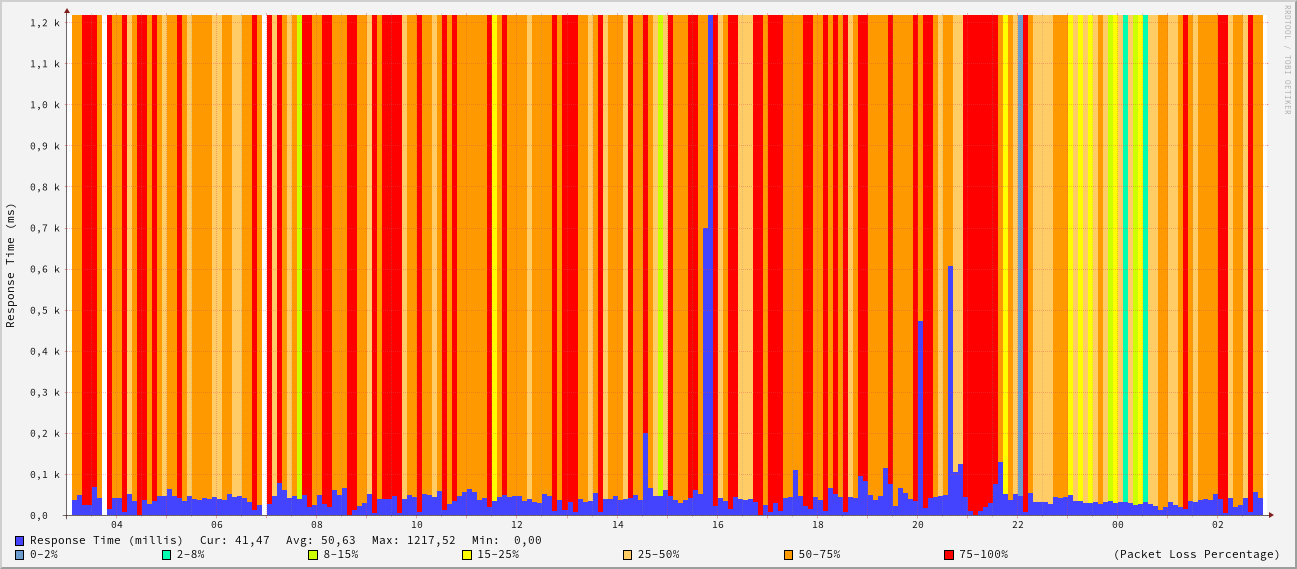 RRDTOOL / TOBI OETIKER
Response Time (ms)
1,2 k
1,1 k
1,0 k
0,9 k
0,8 k
0,7 k
0,6 k
0,5 k
0,4 k
0,3 k
0,2 k
0,1 k
0,0
04 06 08 10 12 14 16 18 20 22 00 02
Response Time (millis) Cur: 41,47 Avg: 50,63 Max: 1217,52 Min: 0,00
0-2% 2-8% 8-15% 15-25% 25-50% 50-75% 75-100% (Packet Loss Percentage)